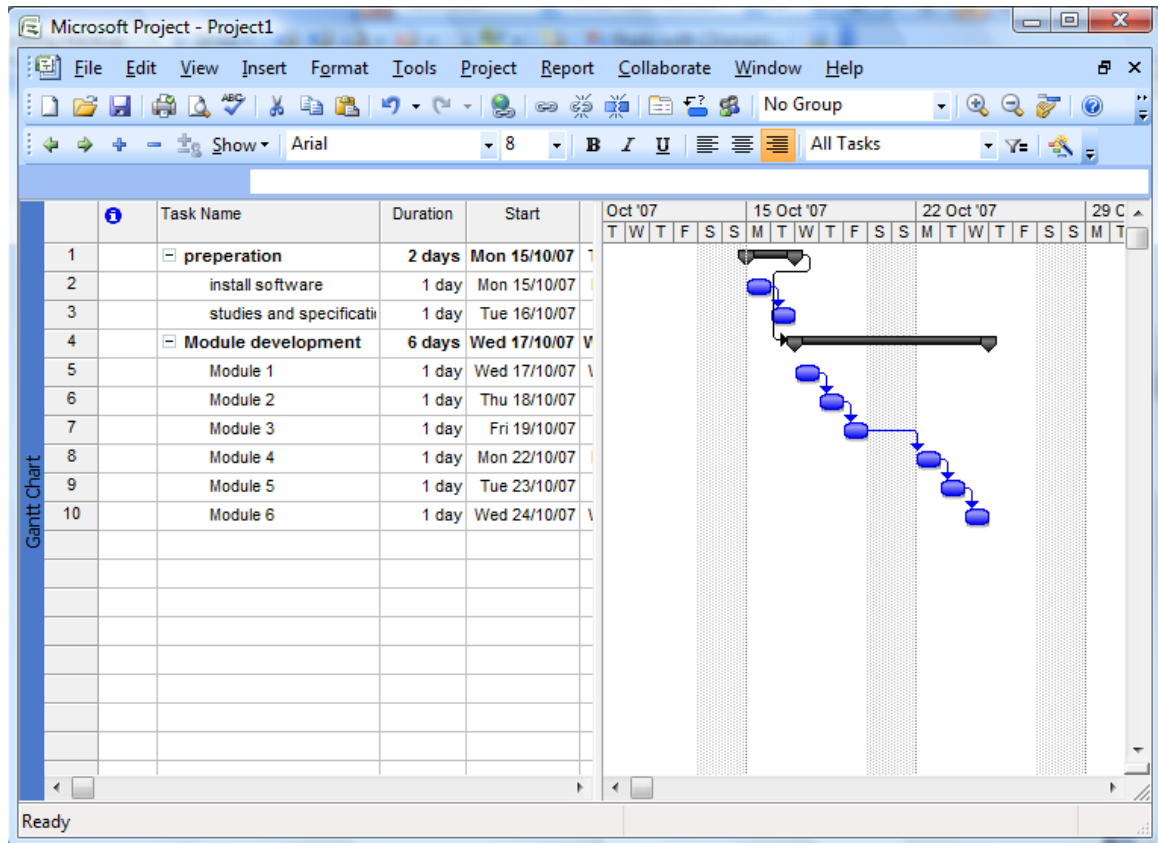 Microsoft Project - Project1
File Edit View Insert Format Tools Project Report Collaborate Window Help
ABC No Group
Show Arial 8 B I U All Tasks
Task Name Duration Start Oct '07 15 Oct '07 22 Oct '07 29 O
T W T F S S M T W T F S S M T W T F S S M T
1 preperation 2 days Mon 15/10/07 T
2 install software 1 day Mon 15/10/07
3 studies and specificati 1 day Tue 16/10/07
4 Module development 6 days Wed 17/10/07 W
5 Module 1 1 day Wed 17/10/07
6 Module 2 1 day Thu 18/10/07
7 Module 3 1 day Fri 19/10/07
8 Module 4 1 day Mon 22/10/07
9 Module 5 1 day Tue 23/10/07
10 Module 6 1 day Wed 24/10/07
Gantt Chart
Ready